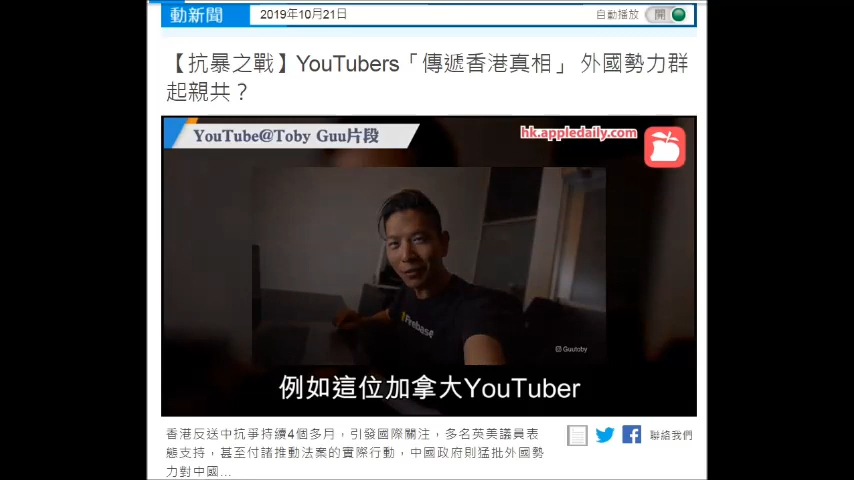 動新聞 2019年10月21日 自動播放 開
【抗暴之戰】YouTubers「傳遞香港真相」 外國勢力群
起親共？
YouTube@Toby Guu片段 hk.appledaily.com
Firebase
Guutoby
例如這位加拿大YouTuber
香港反送中抗爭持續4個多月，引發國際關注，多名英美議員表
態支持，甚至付諸推動法案的實際行動，中國政府則猛批外國勢
力對中國...
聯絡我們